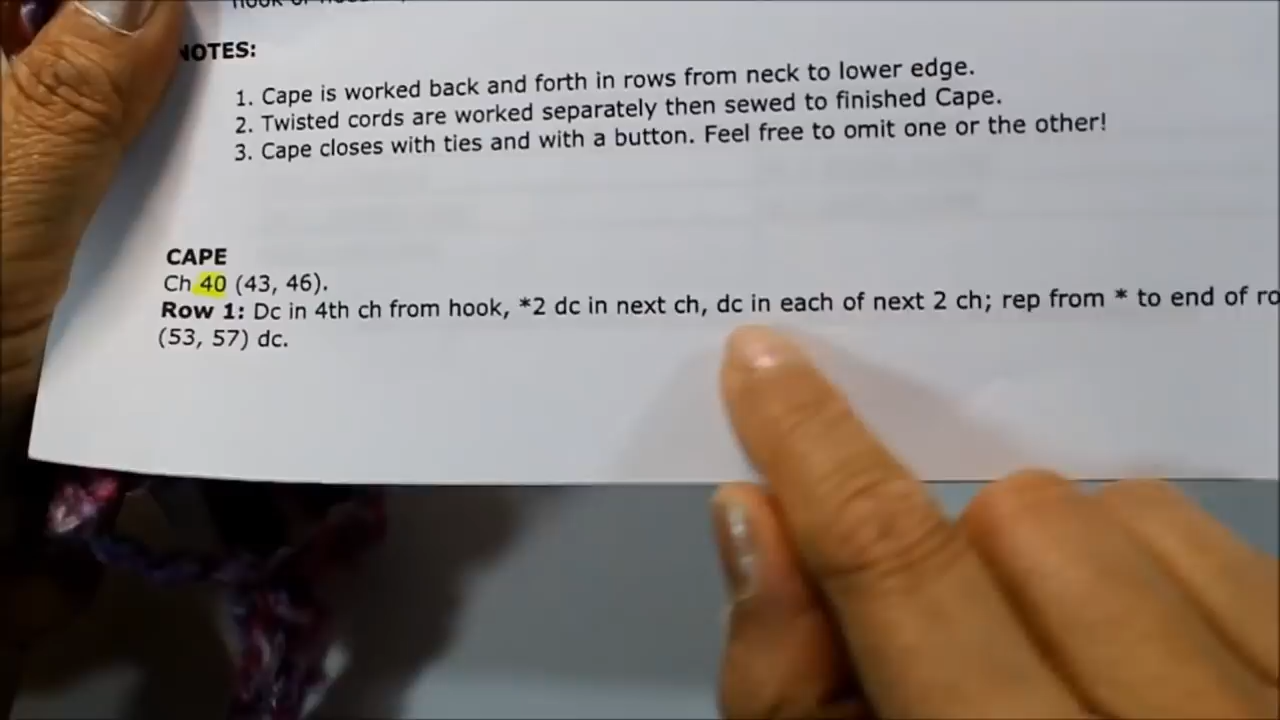 NOTES:
1. Cape is worked back and forth in rows from neck to lower edge.
2. Twisted cords are worked separately then sewed to finished Cape.
3. Cape closes with ties and with a button. Feel free to omit one or the other!
CAPE
Ch 40 (43, 46).
Row 1: Dc in 4th ch from hook, *2 dc in next ch, dc in each of next 2 ch; rep from * to end of ro
(53, 57) dc.